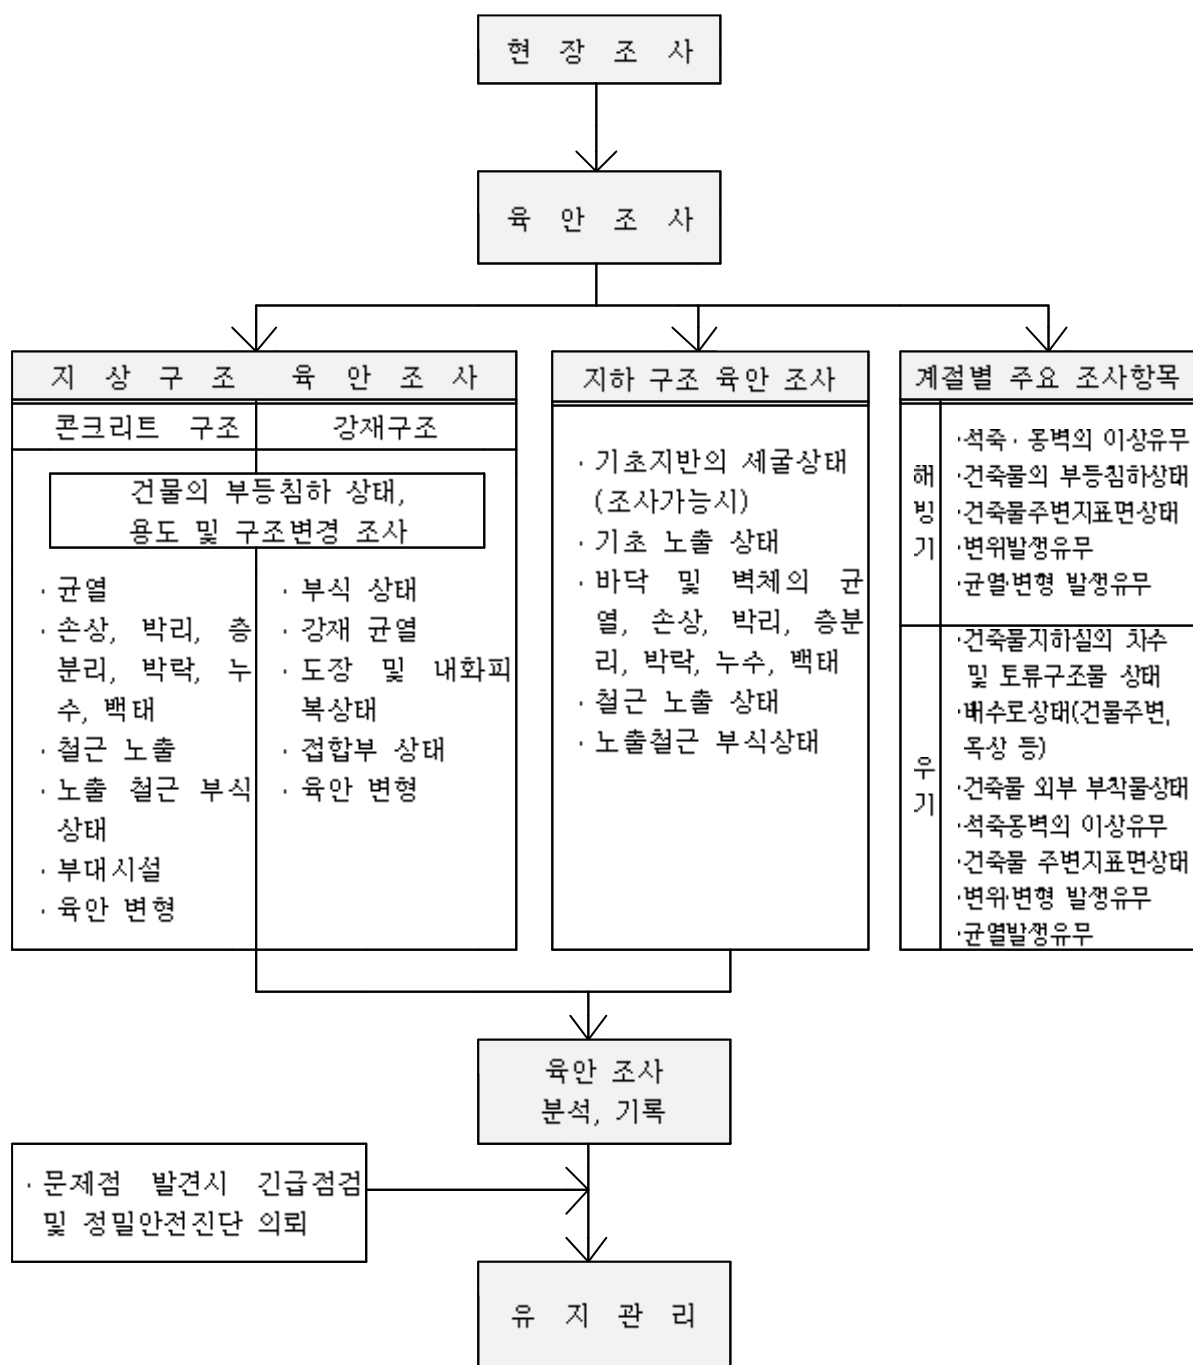 현 장 조 사
육 안 조 사
지 상 구 조 육 안 조 사
콘크리트 구조
강재구조
건물의 부등침하 상태,
용도 및 구조변경 조사
· 균열
· 손상, 박리, 층
분리, 박락, 누
수, 백태
· 철근 노출
· 노출 철근 부식
상태
· 부대시설
· 육안 변형
· 부식 상태
· 강재 균열
· 도장 및 내화피
복상태
· 접합부 상태
· 육안 변형
지하 구조 육안 조사
· 기초지반의 세굴상태
(조사가능시)
· 기초 노출 상태
· 바닥 및 벽체의 균
열, 손상, 박리, 층분
리, 박락, 누수, 백태
· 철근 노출 상태
· 노출철근 부식상태
계절별 주요 조사항목
해
빙
기
·석축·옹벽의 이상유무
·건축물의 부등침하상태
·건축물주변지표면상태
·변위발생유무
·균열·변형 발생유무
우
기
·건축물지하실의 차수
및 토류구조물 상태
·배수로상태(건물주변,
옥상 등)
·건축물 외부 부착물상태
·석축옹벽의 이상유무
·건축물 주변지표면상태
·변위·변형 발생유무
·균열발생유무
육안 조사
분석, 기록
· 문제점 발견시 긴급점검
및 정밀안전진단 의뢰
유 지 관 리